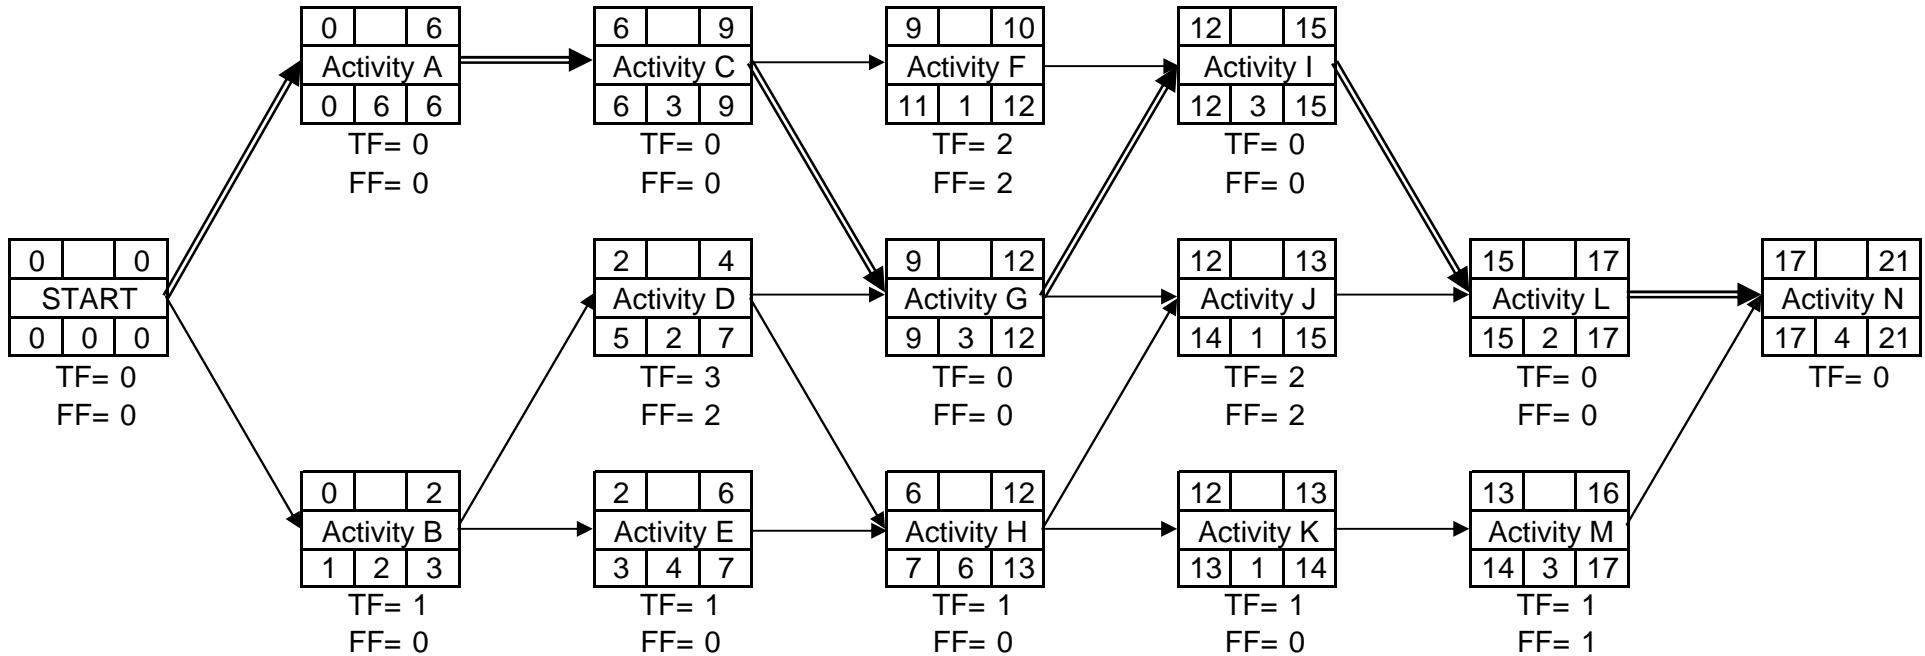 0 6
Activity A
0 6 6
TF= 0
FF= 0
6 9
Activity C
6 3 9
TF= 0
FF= 0
9 10
Activity F
11 1 12
TF= 2
FF= 2
12 15
Activity I
12 3 15
TF= 0
FF= 0
0 0
START
0 0 0
TF= 0
FF= 0
2 4
Activity D
5 2 7
TF= 3
FF= 2
9 12
Activity G
9 3 12
TF= 0
FF= 0
12 13
Activity J
14 1 15
TF= 2
FF= 2
15 17
Activity L
15 2 17
TF= 0
FF= 0
17 21
Activity N
17 4 21
TF= 0
0 2
Activity B
1 2 3
TF= 1
FF= 0
2 6
Activity E
3 4 7
TF= 1
FF= 0
6 12
Activity H
7 6 13
TF= 1
FF= 0
12 13
Activity K
13 1 14
TF= 1
FF= 0
13 16
Activity M
14 3 17
TF= 1
FF= 1